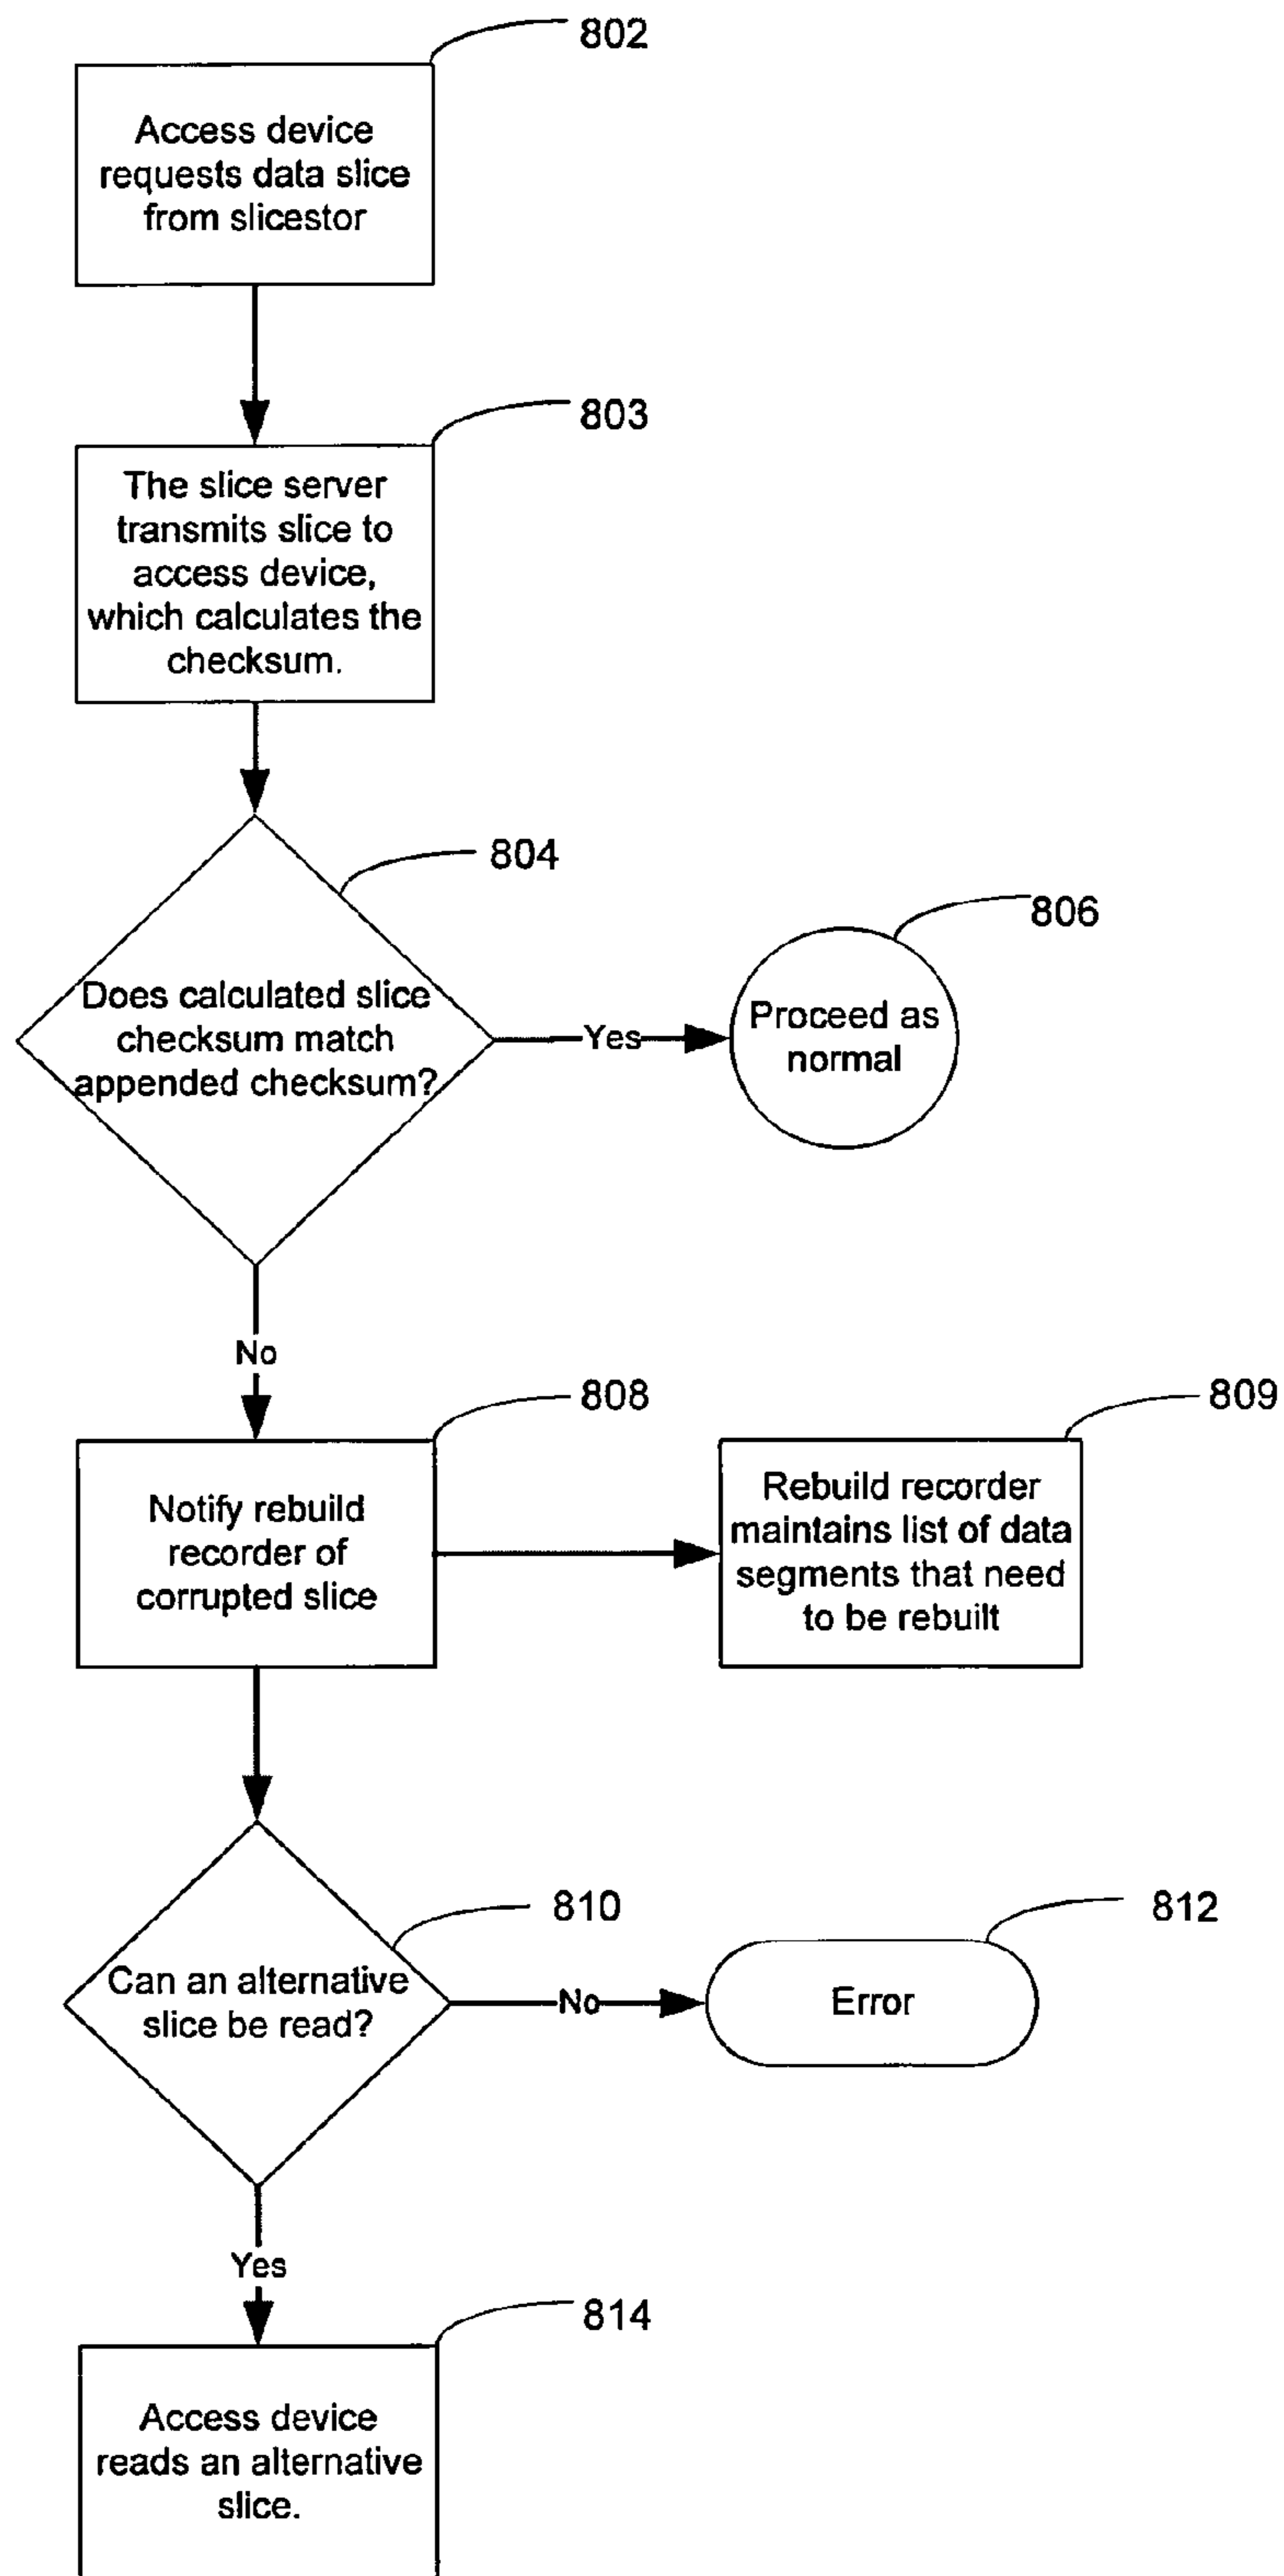 802
Access device
requests data slice
from slicestor
803
The slice server
transmits slice to
access device,
which calculates the
checksum.
804
Does calculated slice
checksum match
appended checksum?
Yes
806
Proceed as
normal
No
808
Notify rebuild
recorder of
corrupted slice
809
Rebuild recorder
maintains list of data
segments that need
to be rebuilt
810
Can an alternative
slice be read?
No
812
Error
Yes
814
Access device
reads an alternative
slice.